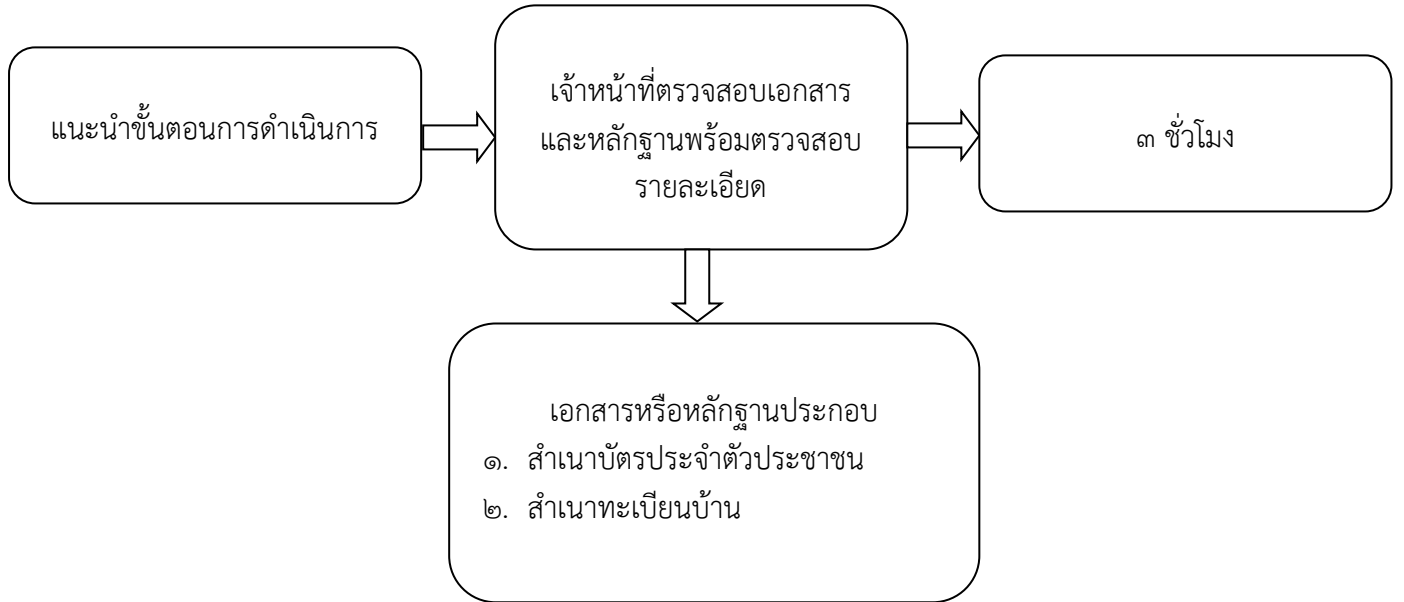 แนะนำขั้นตอนการดำเนินการ
เจ้าหน้าที่ตรวจสอบเอกสาร
และหลักฐานพร้อมตรวจสอบ
รายละเอียด
๓ ชั่วโมง
เอกสารหรือหลักฐานประกอบ
๑. สำเนาบัตรประจำตัวประชาชน
๒. สำเนาทะเบียนบ้าน